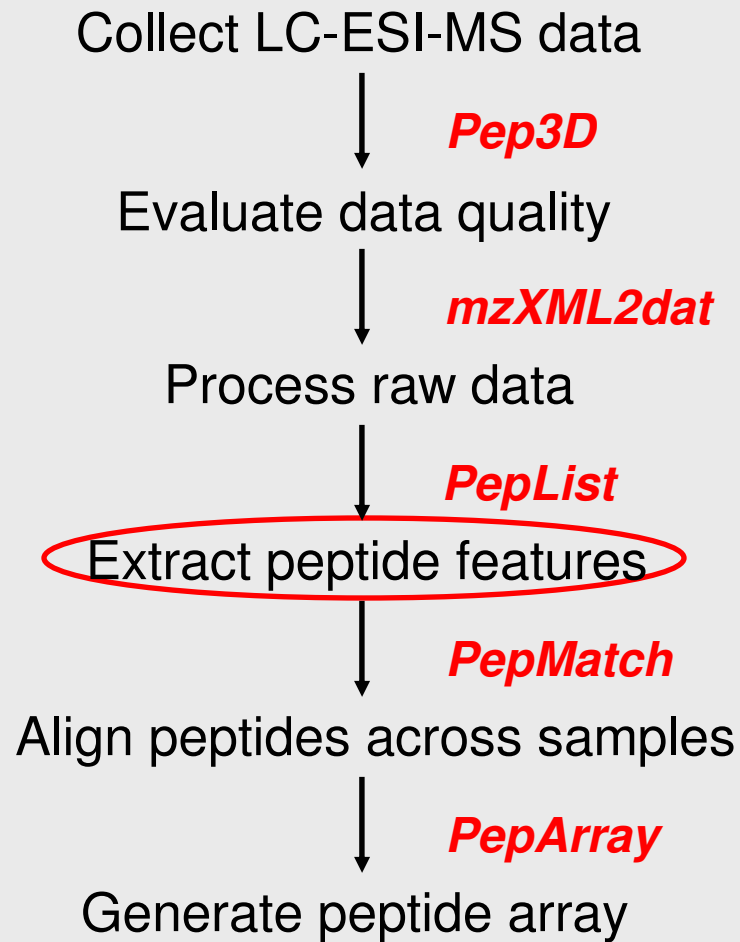 Collect LC-ESI-MS data
Pep3D
Evaluate data quality
mzXML2dat
Process raw data
PepList
Extract peptide features
PepMatch
Align peptides across samples
PepArray
Generate peptide array